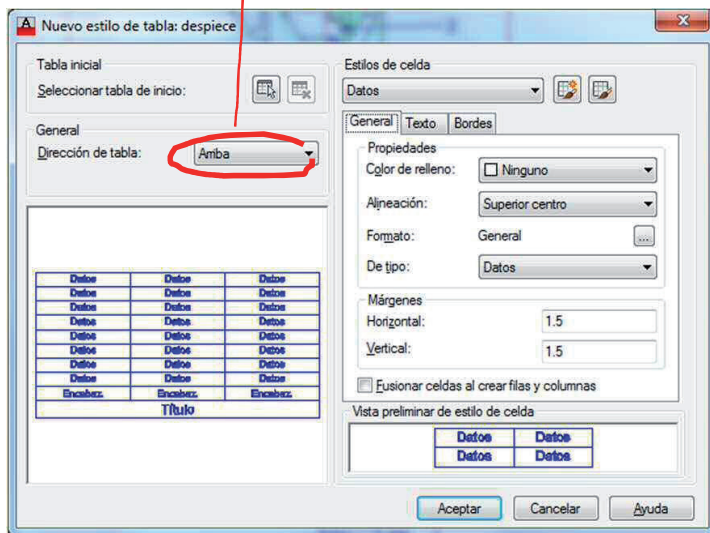 Nuevo estilo de tabla: despiece
Tabla inicial
Seleccionar tabla de inicio:
General
Dirección de tabla:
Arriba
Datos Datos Datos
Datos Datos Datos
Datos Datos Datos
Datos Datos Datos
Datos Datos Datos
Datos Datos Datos
Datos Datos Datos
Datos Datos Datos
Encabez. Encabez. Encabez.
Título
Estilos de celda
Datos
General Texto Bordes
Propiedades
Color de relleno: Ninguno
Alineación: Superior centro
Formato: General ...
De tipo: Datos
Márgenes
Horizontal: 1.5
Vertical: 1.5
Fusionar celdas al crear filas y columnas
Vista preliminar de estilo de celda
Datos Datos
Datos Datos
Aceptar Cancelar Ayuda